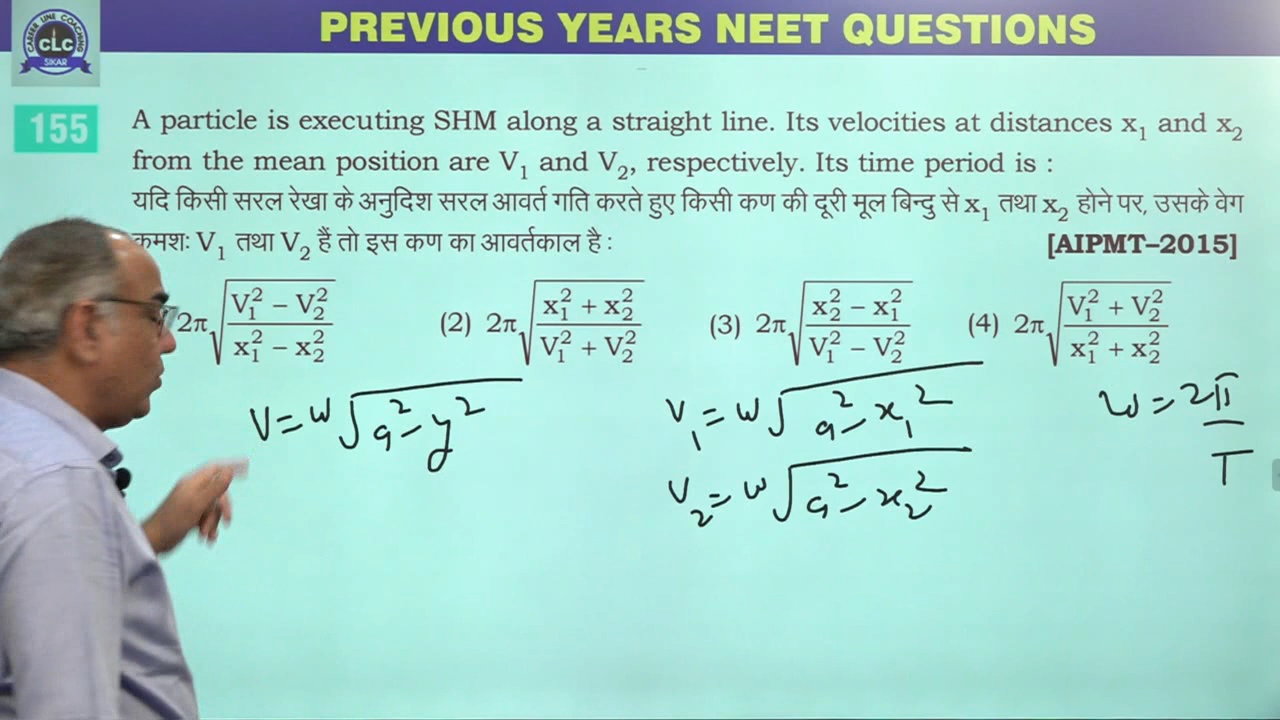 CAREER LINE COACHING
CLC
SIKAR
PREVIOUS YEARS NEET QUESTIONS
155 A particle is executing SHM along a straight line. Its velocities at distances x₁ and x₂
from the mean position are V₁ and V₂, respectively. Its time period is :
यदि किसी सरल रेखा के अनुदिश सरल आवर्त गति करते हुए किसी कण की दूरी मूल बिन्दु से x₁ तथा x₂ होने पर, उसके वेग
क्रमशः V₁ तथा V₂ हैं तो इस कण का आवर्तकाल है : [AIPMT–2015]
2π√((V₁² – V₂²)/(x₁² – x₂²)) (2) 2π√((x₁² + x₂²)/(V₁² + V₂²)) (3) 2π√((x₂² – x₁²)/(V₁² – V₂²)) (4) 2π√((V₁² + V₂²)/(x₁² + x₂²))
V = w√(a² – y²) V₁ = w√(a² – x₁²) w = 2π/T
V₂ = w√(a² – x₂²)